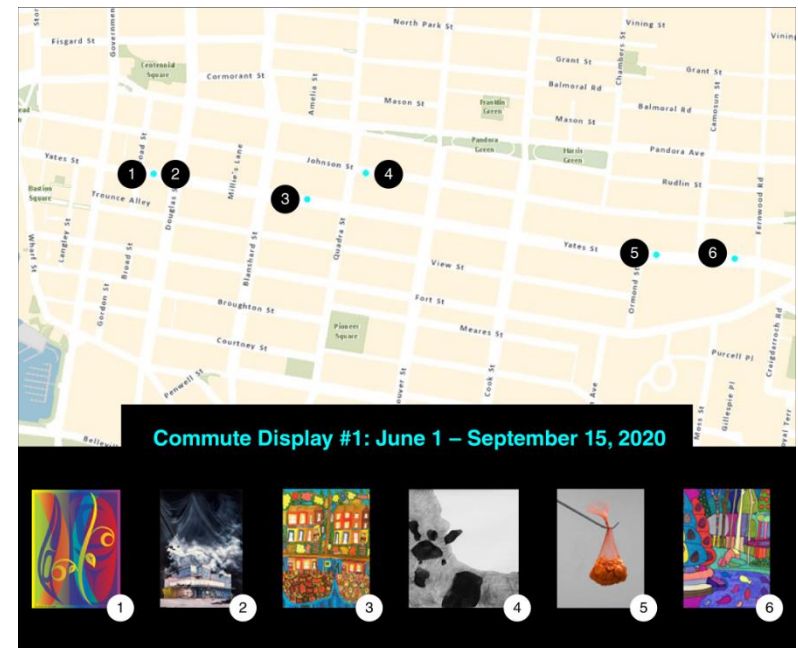 North Park St
Vining St
Fisgard St
Chambers St
Grant St
Grant St
Centennial
Square
Cormorant St
Amelia St
Balmoral Rd
Balmoral Rd
Camosun St
Mason St
Franklin
Green
Mason St
Pandora
Green
Harris
Green
Pandora Ave
Yates St
Johnson St
1
2
Millie's Lane
4
Rudlin St
Bastion
Square
Trounce Alley
Douglas St
3
Fernwood Rd
Langley St
Wharf St
Broad St
Blanshard St
Quadra St
View St
Yates St
5
6
Gordon St
Broughton St
Fort St
Ormond St
Pioneer
Square
Meares St
Courtney St
Cook St
Purcell Pl
Craigdarroch Rd
Penwell St
Moss St
Gillespie Pl
Commute Display #1: June 1 – September 15, 2020
1
2
3
4
5
6